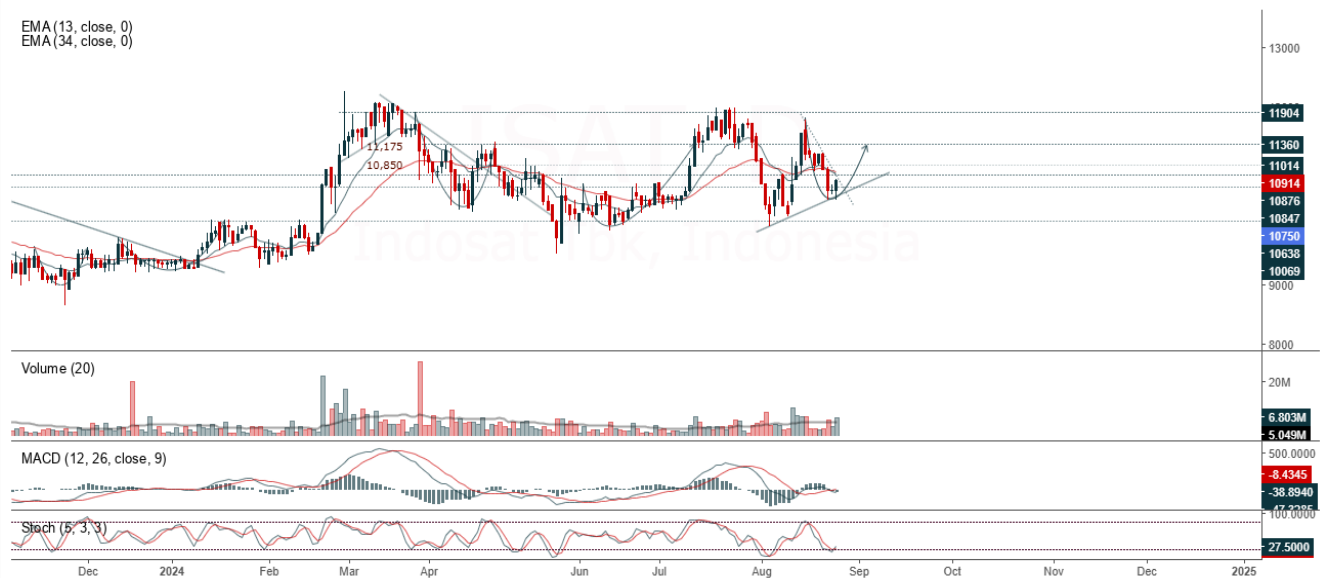 EMA (13, close, 0)
EMA (34, close, 0)
13000
11904
11360
11,175
11014
10,850
10914
10876
10847
10750
10638
10069
9000
8000
Volume (20)
20M
6.803M
5.049M
MACD (12, 26, close, 9)
500.0000
-8.4345
-38.8940
-47.3285
100.0000
Stoch (5, 3, 3)
27.5000
Dec 2024 Feb Mar Apr Jun Jul Aug Sep Oct Nov Dec 2025